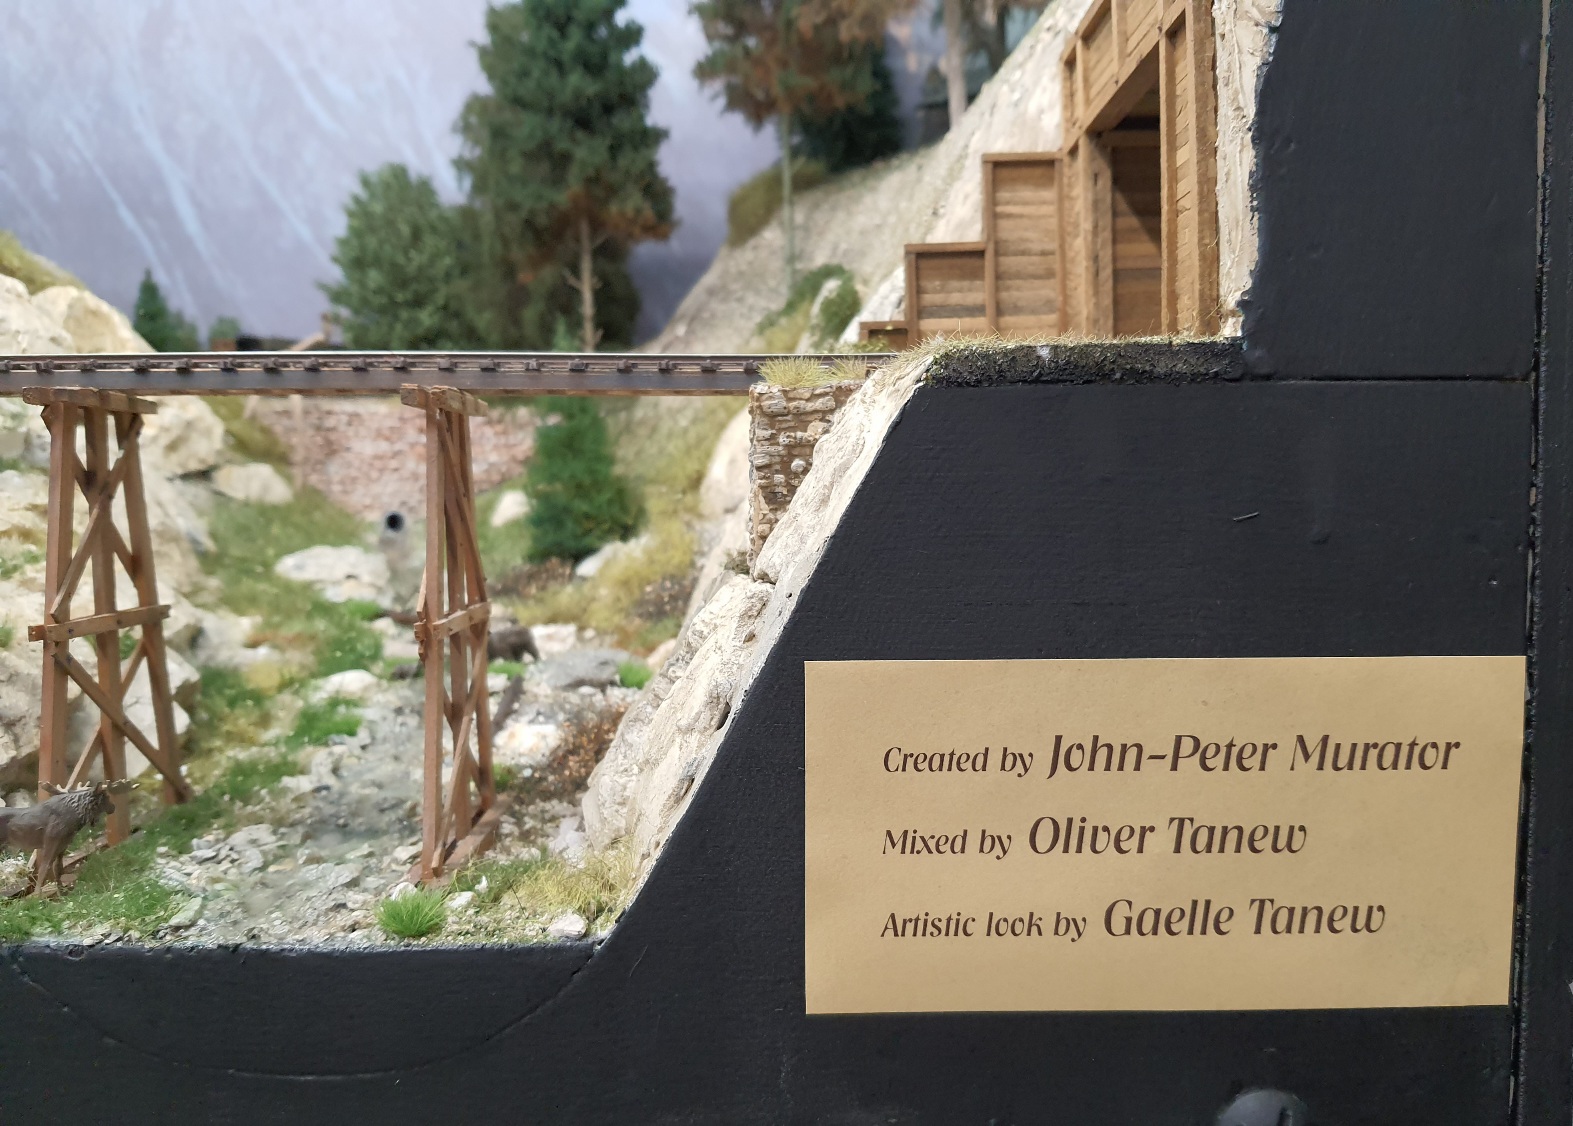 Created by John-Peter Murator
Mixed by Oliver Tanew
Artistic look by Gaelle Tanew